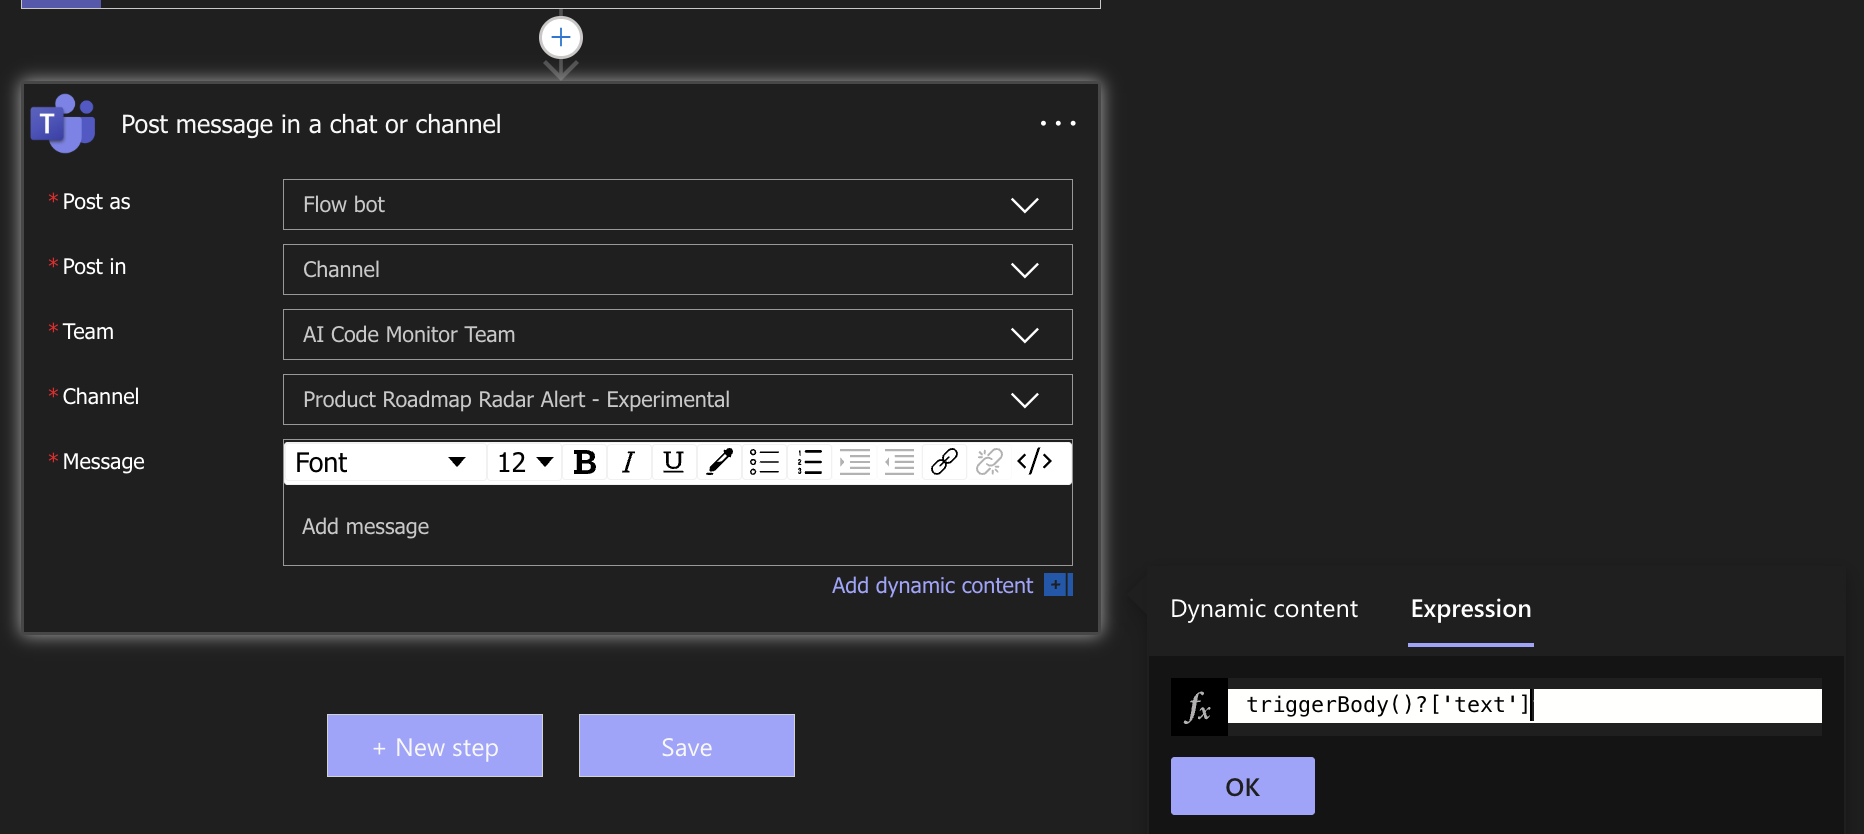 T
Post message in a chat or channel
* Post as
Flow bot
* Post in
Channel
* Team
AI Code Monitor Team
* Channel
Product Roadmap Radar Alert - Experimental
* Message
Font 12 B I U </>
Add message
Add dynamic content +
+ New step
Save
Dynamic content Expression
fx triggerBody()?['text']
OK